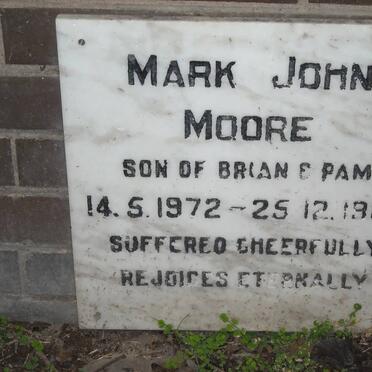 MARK JOHN
MOORE
SON OF BRIAN & PAM
14.5.1972 - 25.12.19
SUFFERED CHEERFULLY
REJOICES ETERNALLY